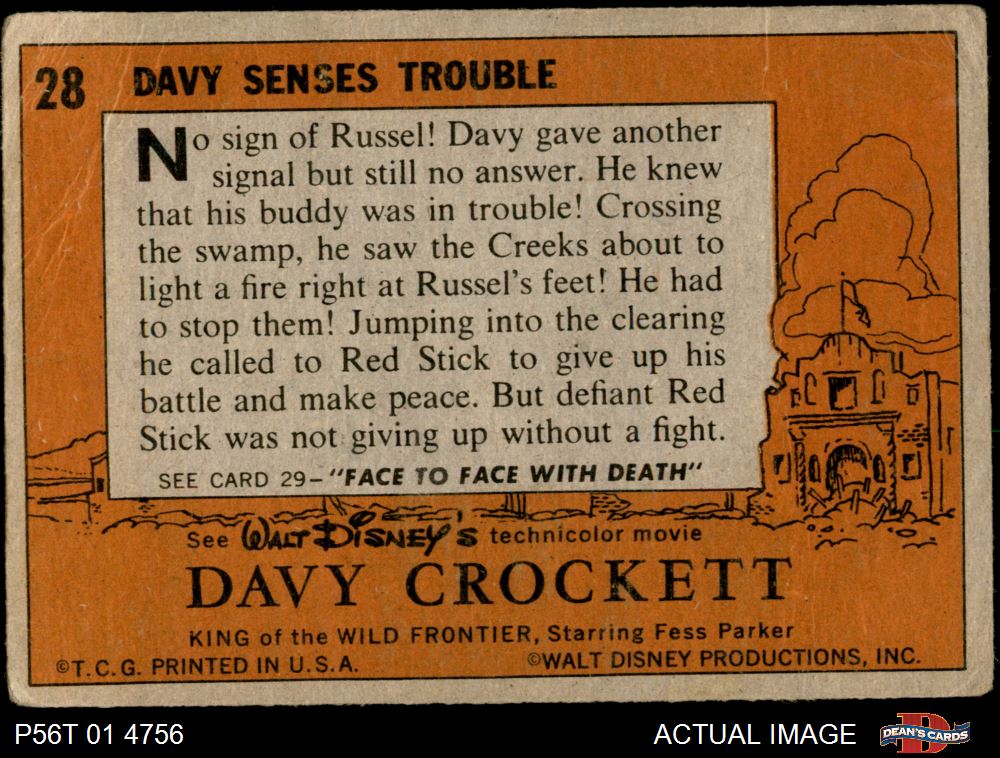 28 DAVY SENSES TROUBLE
No sign of Russel! Davy gave another
signal but still no answer. He knew
that his buddy was in trouble! Crossing
the swamp, he saw the Creeks about to
light a fire right at Russel's feet! He had
to stop them! Jumping into the clearing
he called to Red Stick to give up his
battle and make peace. But defiant Red
Stick was not giving up without a fight.
SEE CARD 29–"FACE TO FACE WITH DEATH"
See WALT DISNEY'S technicolor movie
DAVY CROCKETT
KING of the WILD FRONTIER, Starring Fess Parker
©T.C.G. PRINTED IN U.S.A. ©WALT DISNEY PRODUCTIONS, INC.
P56T 01 4756 ACTUAL IMAGE DEAN'S CARDS